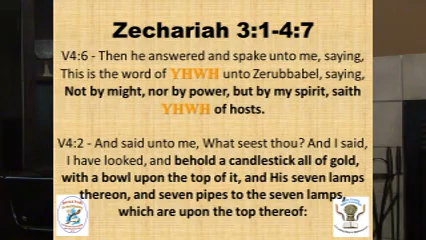 Zechariah 3:1-4:7
V4:6 - Then he answered and spake unto me, saying,
This is the word of YHWH unto Zerubbabel, saying,
Not by might, nor by power, but by my spirit, saith
YHWH of hosts.
V4:2 - And said unto me, What seest thou? And I said,
I have looked, and behold a candlestick all of gold,
with a bowl upon the top of it, and His seven lamps
thereon, and seven pipes to the seven lamps,
which are upon the top thereof: